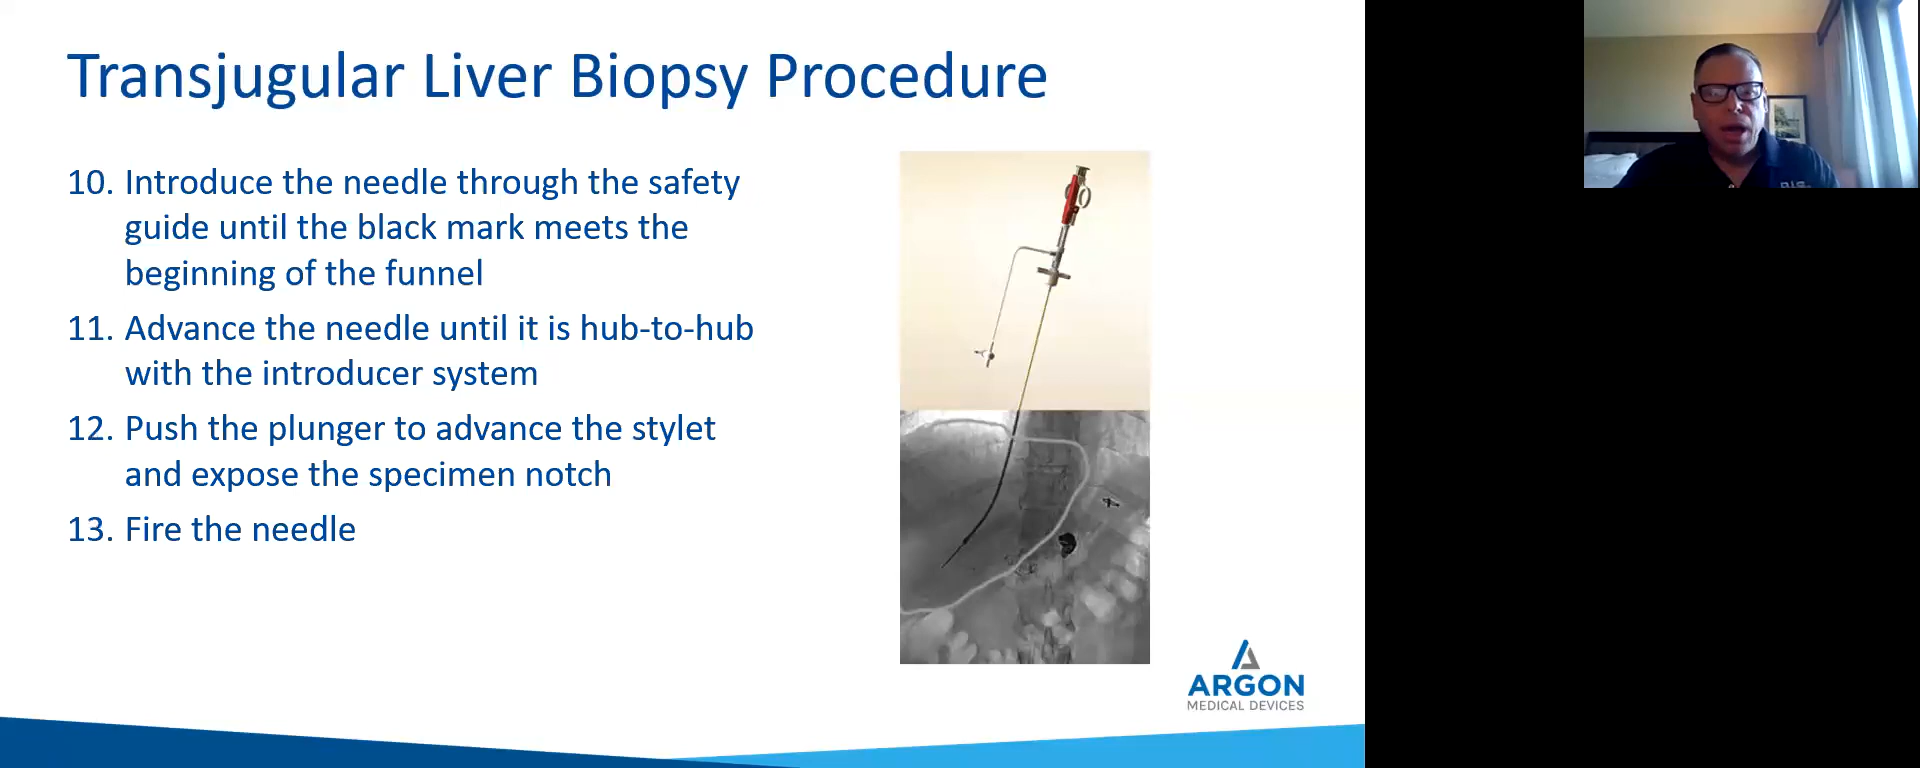 Transjugular Liver Biopsy Procedure
10. Introduce the needle through the safety
guide until the black mark meets the
beginning of the funnel
11. Advance the needle until it is hub-to-hub
with the introducer system
12. Push the plunger to advance the stylet
and expose the specimen notch
13. Fire the needle
ARGON
MEDICAL DEVICES